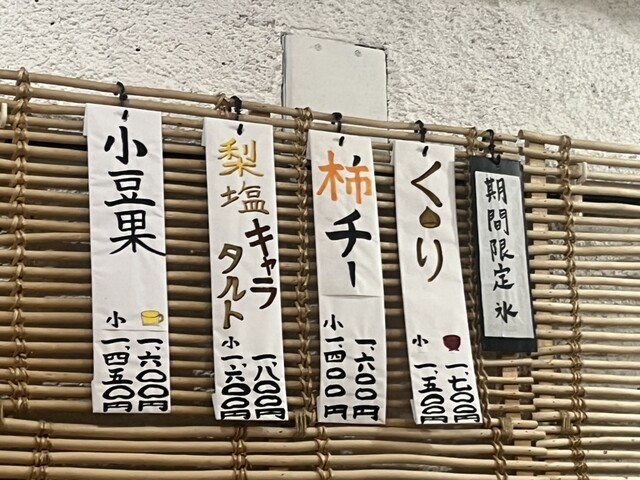 期間限定氷
くり
一、七〇〇円
小 一、五〇〇円
柿チー
一、六〇〇円
小 一、四〇〇円
梨塩キャラ
タルト
一、八〇〇円
小 一、六〇〇円
小豆果
一、六〇〇円
小 一、四五〇円